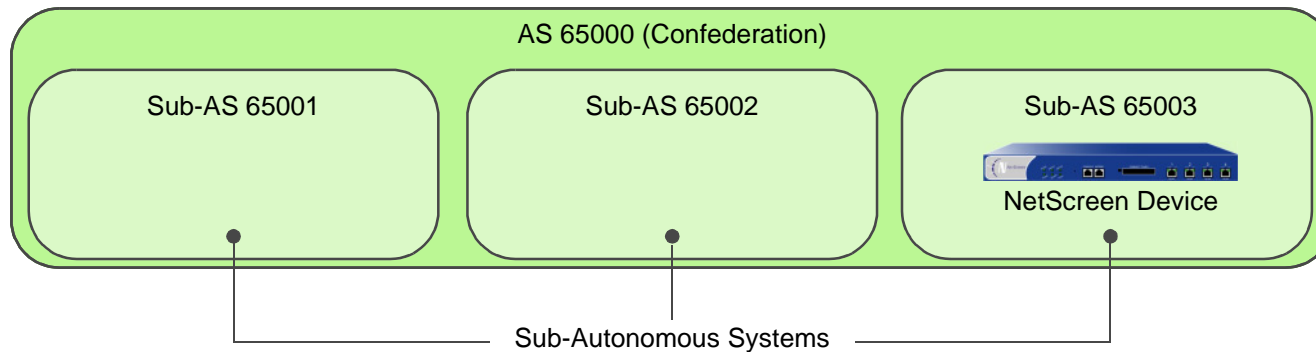 AS 65000 (Confederation)
Sub-AS 65001
Sub-AS 65002
Sub-AS 65003
NetScreen Device
Sub-Autonomous Systems